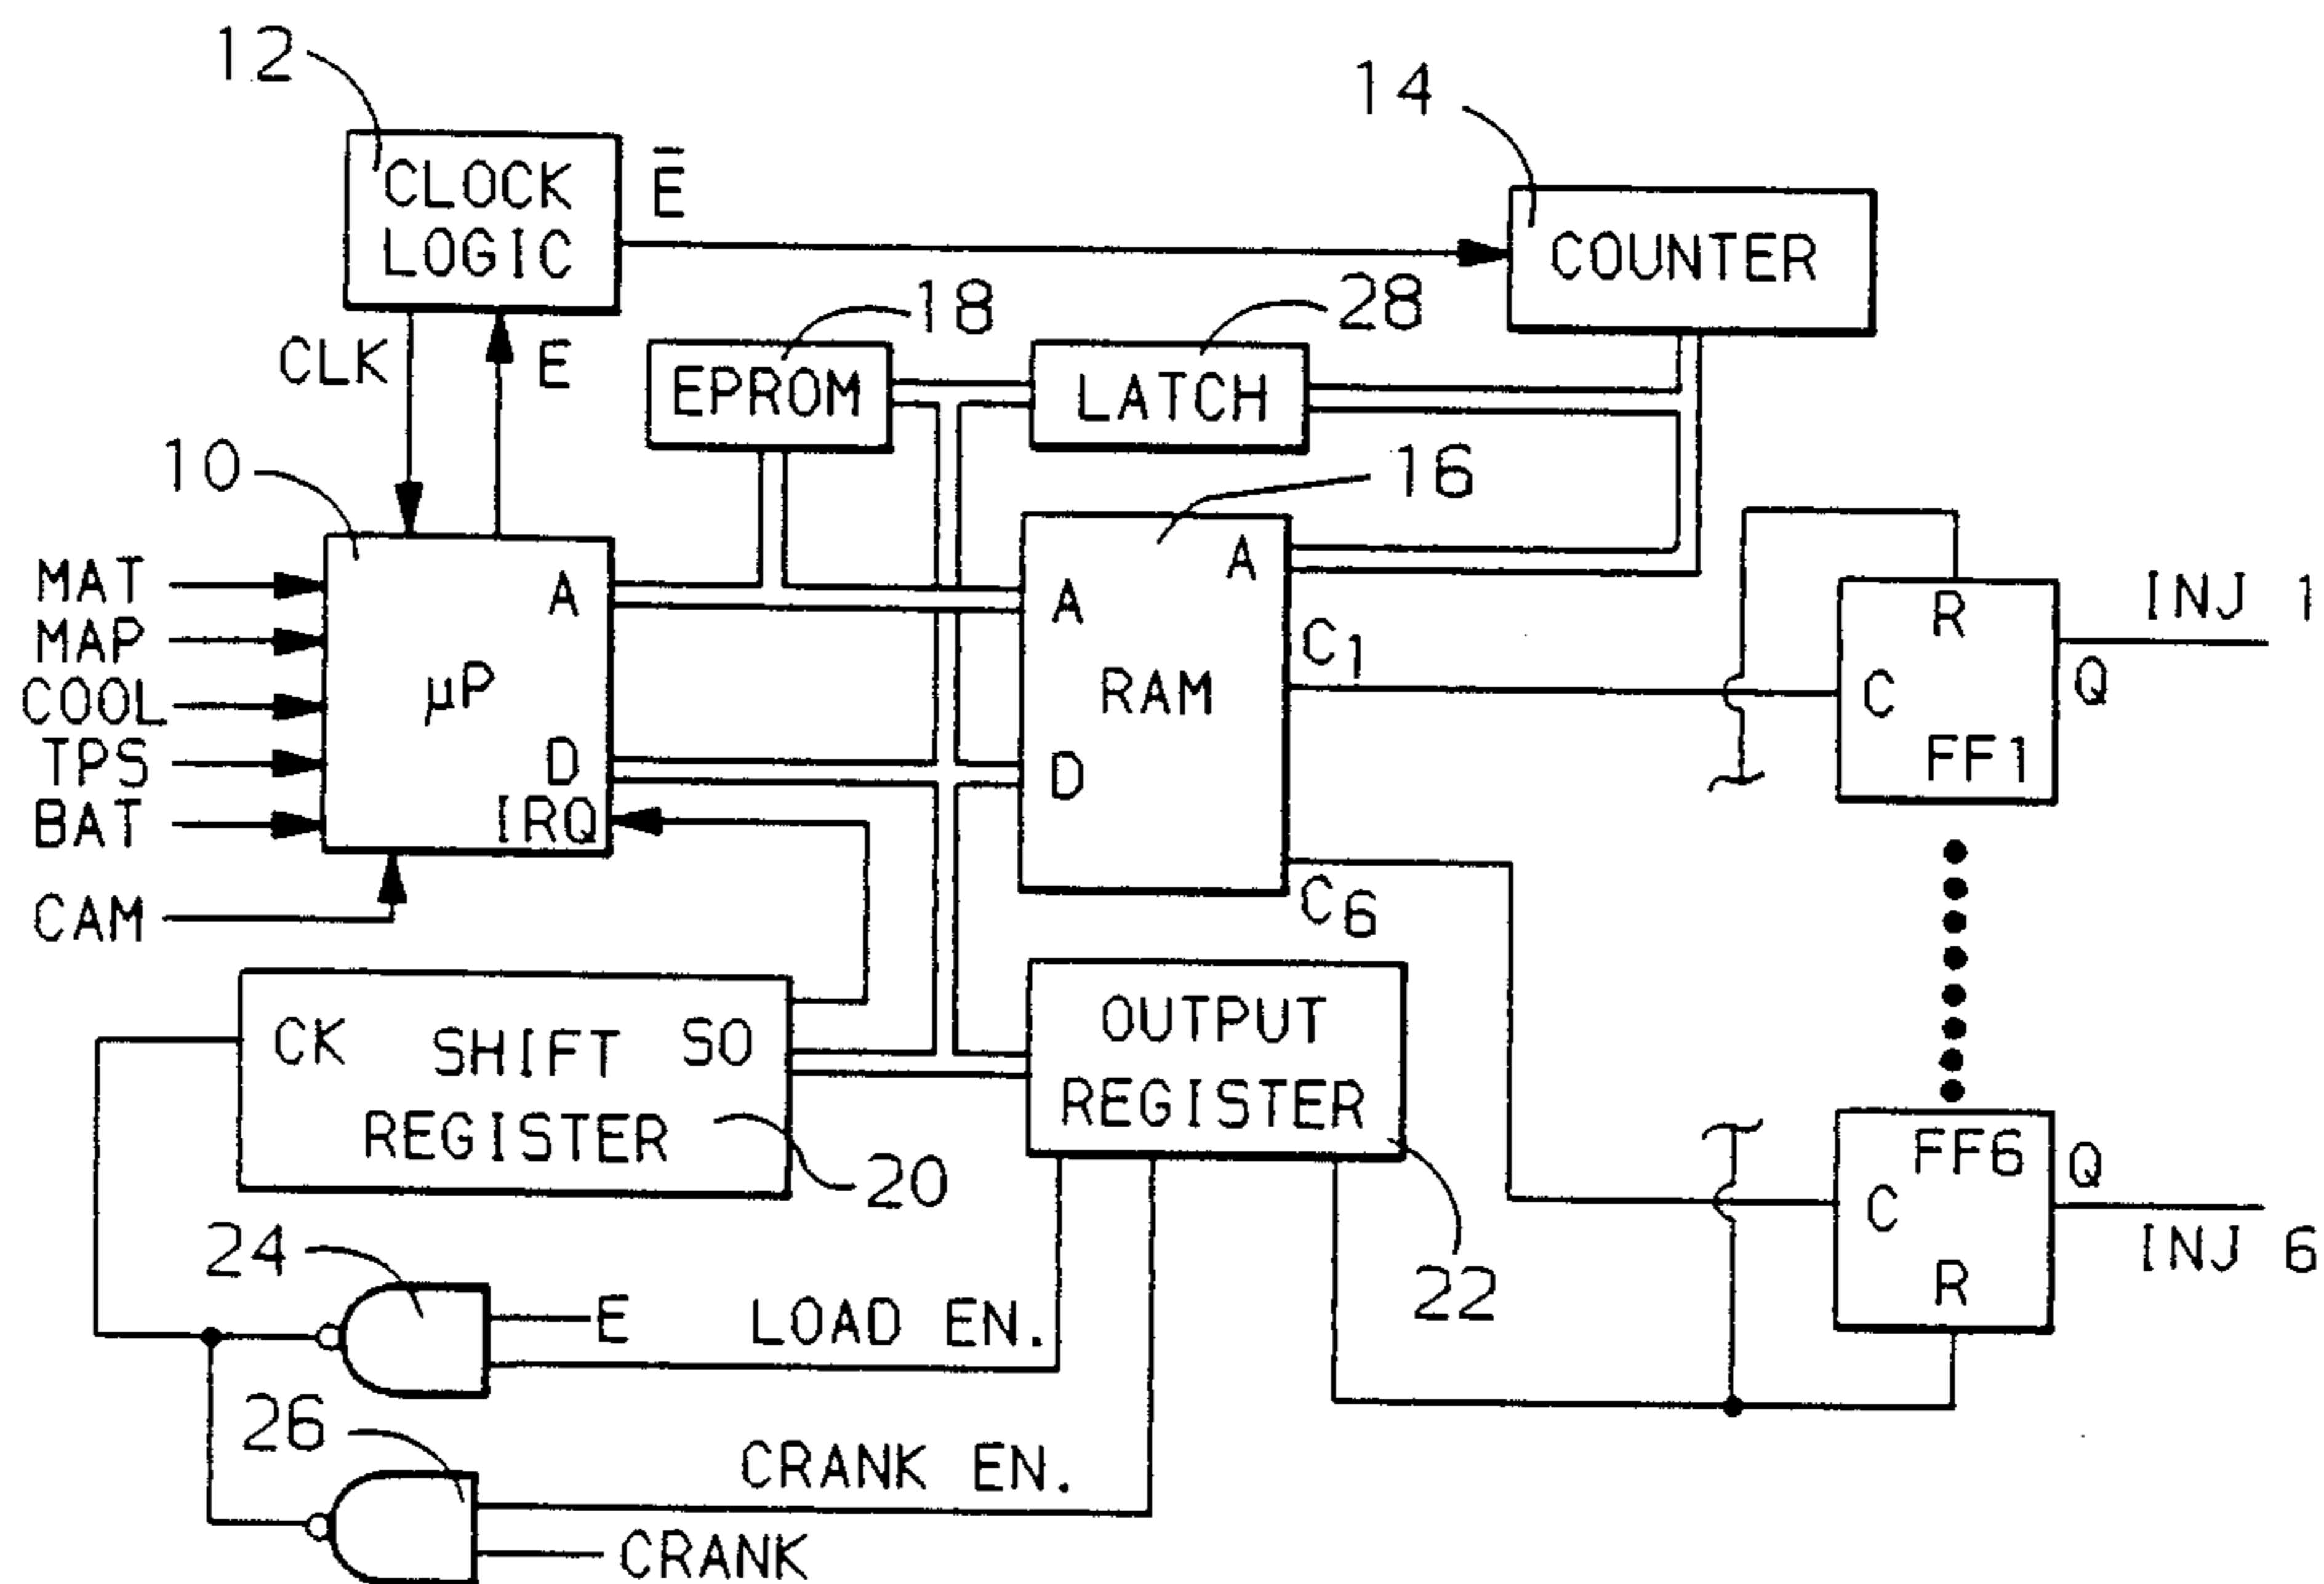 12
CLOCK
LOGIC
E̅
14
COUNTER
CLK
E
18
EPROM
28
LATCH
10
MAT
MAP
COOL
TPS
BAT
CAM
A
µP
D
IRQ
16
A
A
RAM
D
C1
C6
R
C
FF1
Q
INJ 1
CK
SHIFT
REGISTER
SO
20
OUTPUT
REGISTER
22
FF6
C
R
Q
INJ 6
24
E
LOAD EN.
26
CRANK EN.
CRANK